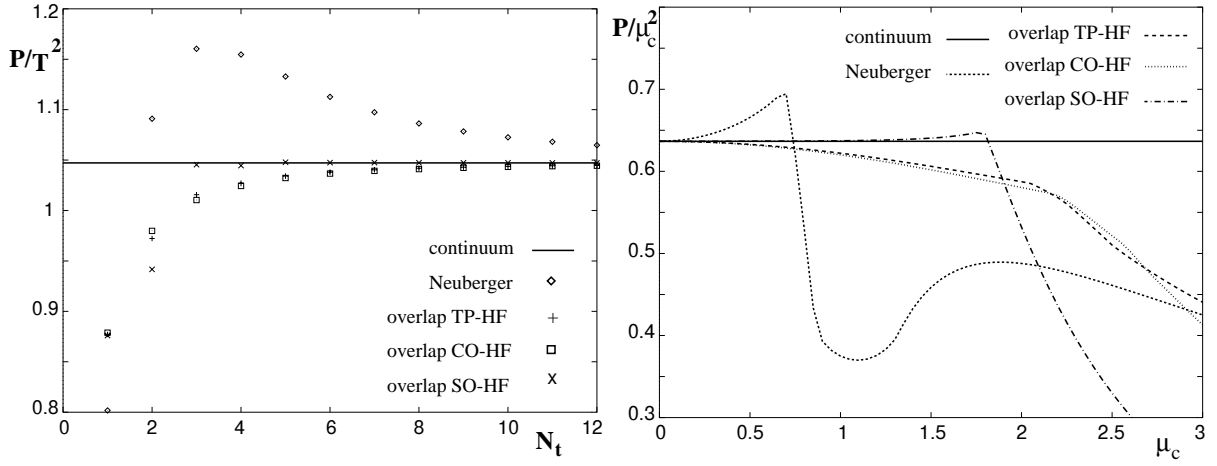 1.2
P/T²
1.1
1
0.9
0.8
0
2
4
6
8
10
12
N_t
continuum
Neuberger
overlap TP-HF
overlap CO-HF
overlap SO-HF
P/μ_c²
continuum
Neuberger
overlap TP-HF
overlap CO-HF
overlap SO-HF
0.7
0.6
0.5
0.4
0.3
0
0.5
1
1.5
2
2.5
3
μ_c